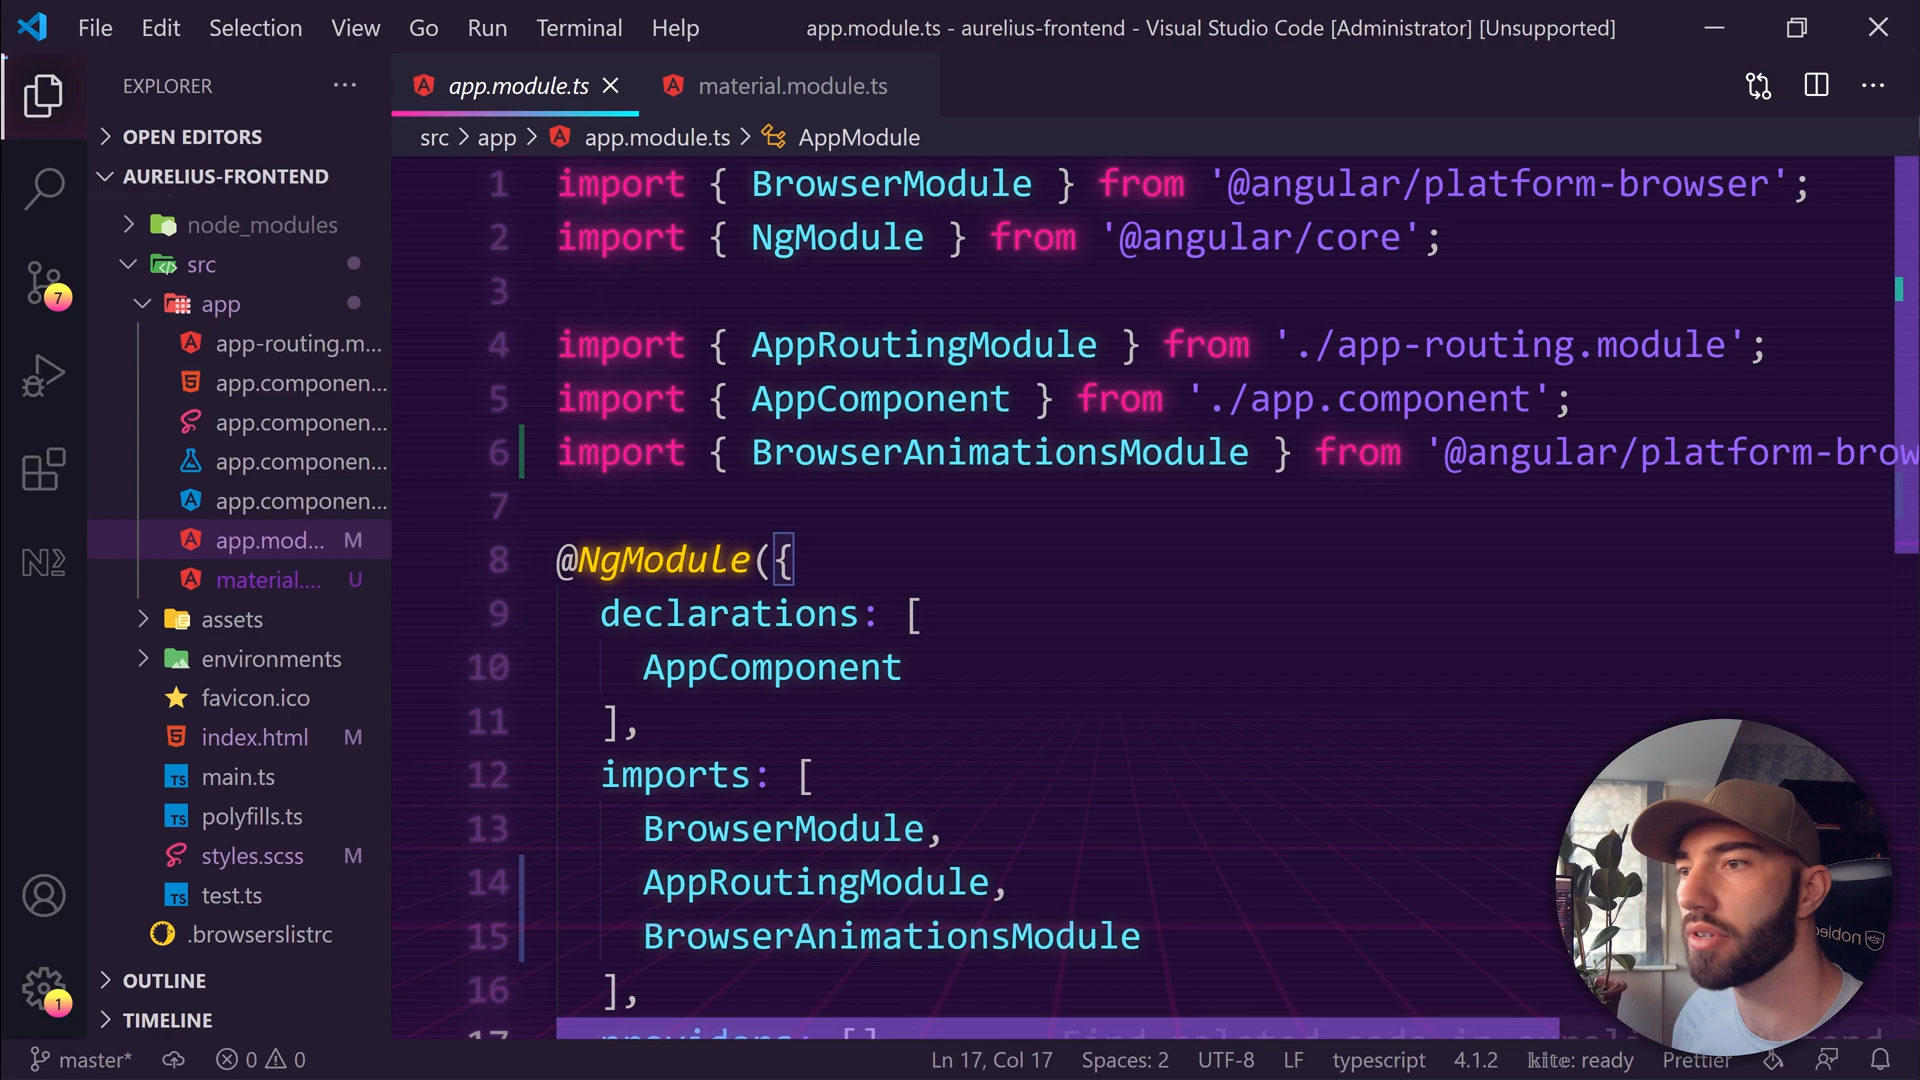 File Edit Selection View Go Run Terminal Help
app.module.ts - aurelius-frontend - Visual Studio Code [Administrator] [Unsupported]
EXPLORER
app.module.ts
material.module.ts
OPEN EDITORS
AURELIUS-FRONTEND
node_modules
src
app
app-routing.m...
app.componen...
app.componen...
app.componen...
app.componen...
app.mod... M
material.... U
assets
environments
favicon.ico
index.html M
main.ts
polyfills.ts
styles.scss M
test.ts
.browserslistrc
OUTLINE
TIMELINE
7
1
src > app > app.module.ts > AppModule
1 import { BrowserModule } from '@angular/platform-browser';
2 import { NgModule } from '@angular/core';
3
4 import { AppRoutingModule } from './app-routing.module';
5 import { AppComponent } from './app.component';
6 import { BrowserAnimationsModule } from '@angular/platform-brow
7
8 @NgModule({
9 declarations: [
10 AppComponent
11 ],
12 imports: [
13 BrowserModule,
14 AppRoutingModule,
15 BrowserAnimationsModule
16 ],
17 providers: []
noblec
master* 0 0 Ln 17, Col 17 Spaces: 2 UTF-8 LF typescript 4.1.2 kite: ready Prettier